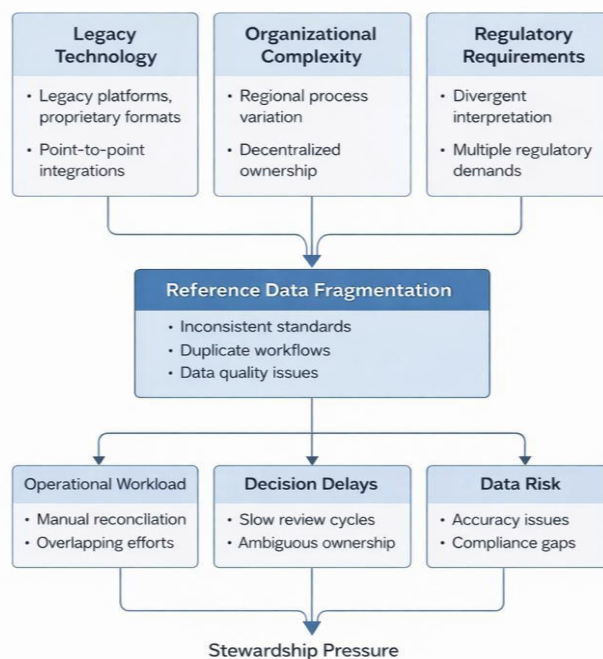 Legacy
Technology
• Legacy platforms,
proprietary formats
• Point-to-point
integrations
Organizational
Complexity
• Regional process
variation
• Decentralized
ownership
Regulatory
Requirements
• Divergent
interpretation
• Multiple regulatory
demands
Reference Data Fragmentation
• Inconsistent standards
• Duplicate workflows
• Data quality issues
Operational Workload
• Manual reconciliation
• Overlapping efforts
Decision Delays
• Slow review cycles
• Ambiguous ownership
Data Risk
• Accuracy issues
• Compliance gaps
Stewardship Pressure